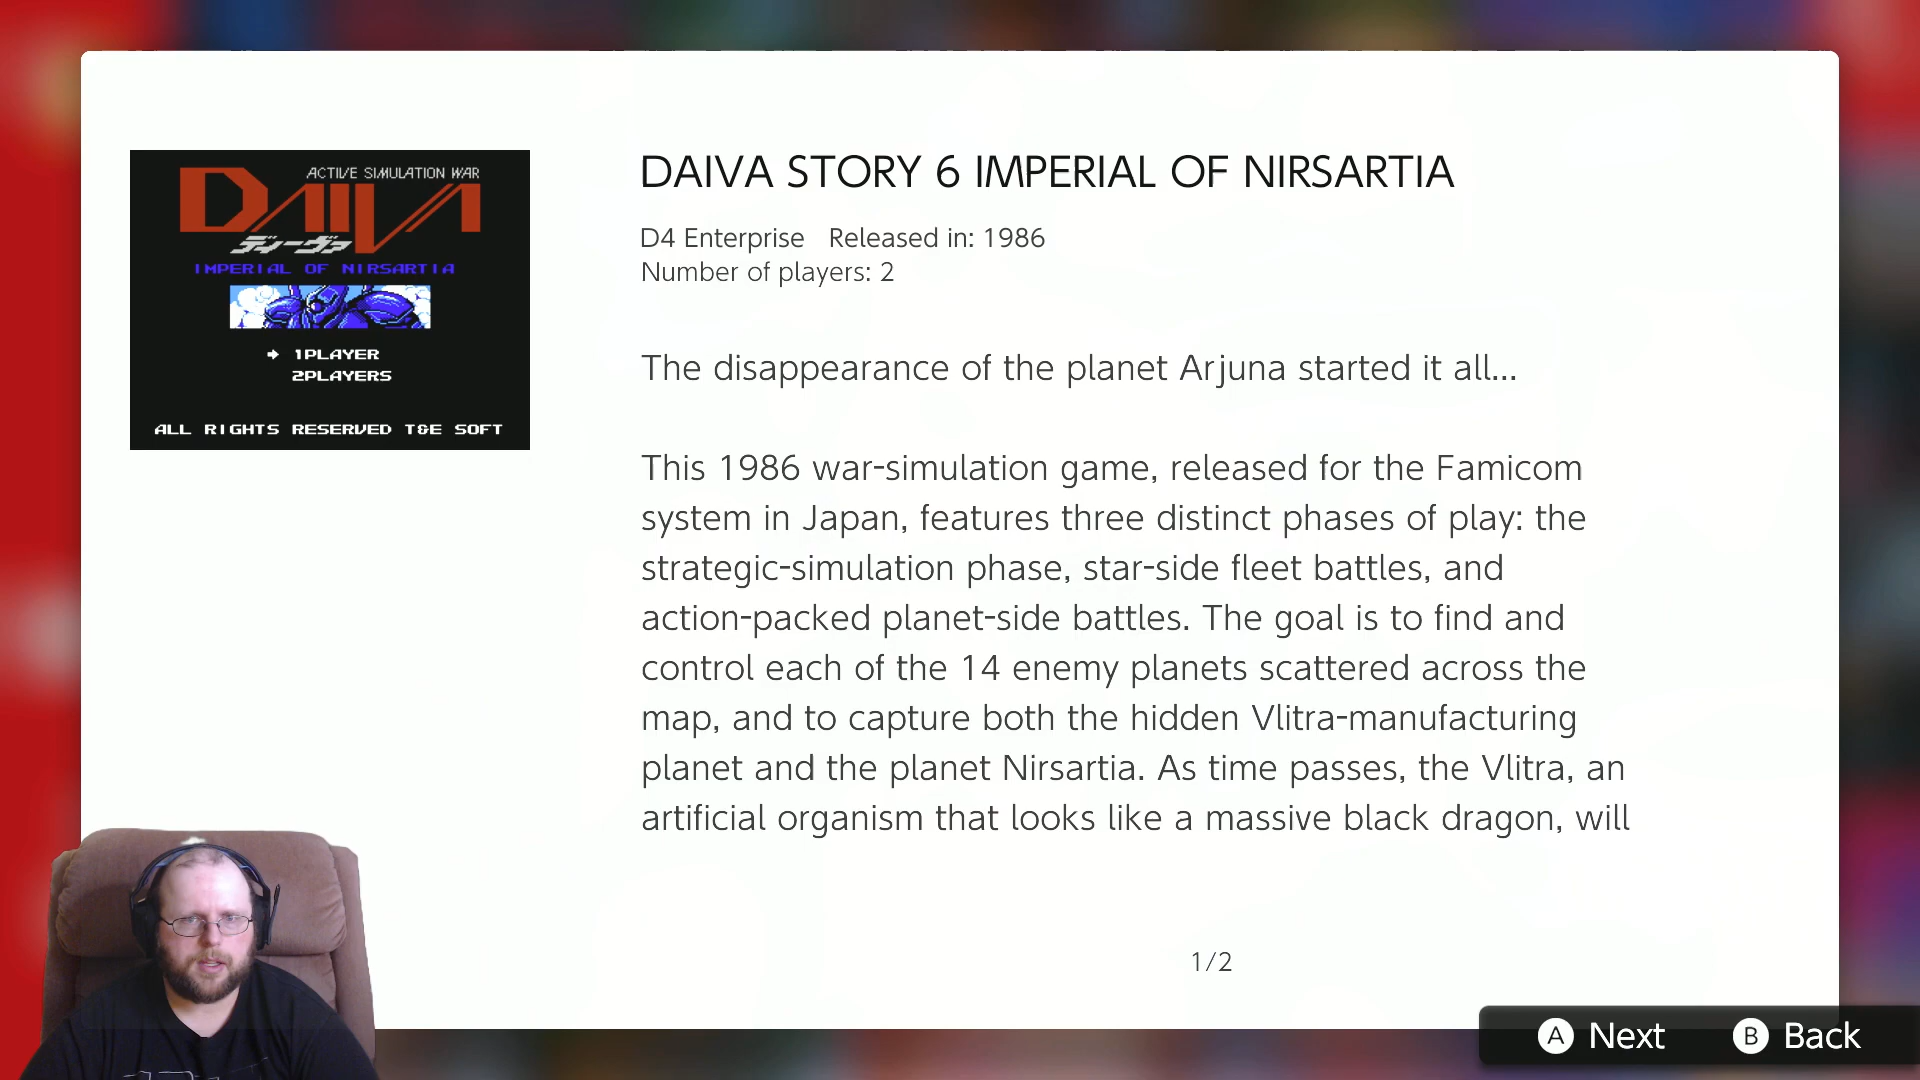 ACTIVE SIMULATION WAR
DAIVA
ディーヴァ
IMPERIAL OF NIRSARTIA
1PLAYER
2PLAYERS
ALL RIGHTS RESERVED T&E SOFT
DAIVA STORY 6 IMPERIAL OF NIRSARTIA
D4 Enterprise Released in: 1986
Number of players: 2
The disappearance of the planet Arjuna started it all...
This 1986 war-simulation game, released for the Famicom
system in Japan, features three distinct phases of play: the
strategic-simulation phase, star-side fleet battles, and
action-packed planet-side battles. The goal is to find and
control each of the 14 enemy planets scattered across the
map, and to capture both the hidden Vlitra-manufacturing
planet and the planet Nirsartia. As time passes, the Vlitra, an
artificial organism that looks like a massive black dragon, will
1/2
A Next B Back